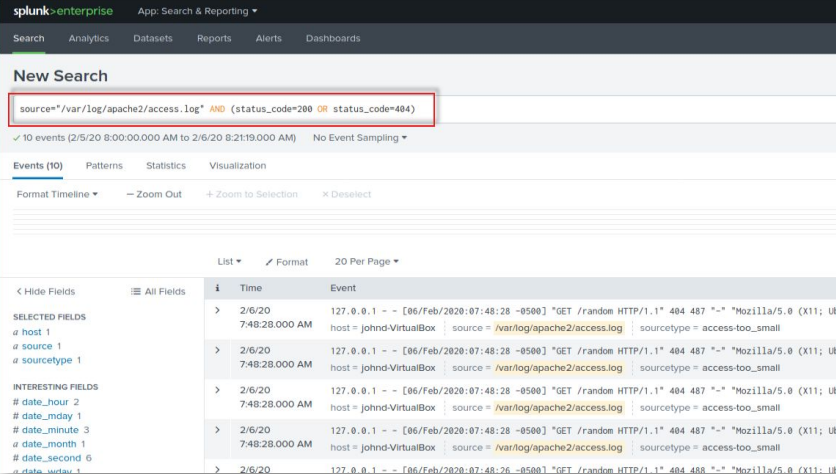 splunk>enterprise App: Search & Reporting ▾
Search Analytics Datasets Reports Alerts Dashboards
New Search
source="/var/log/apache2/access.log" AND (status_code=200 OR status_code=404)
✓ 10 events (2/5/20 8:00:00.000 AM to 2/6/20 8:21:19.000 AM) No Event Sampling ▾
Events (10) Patterns Statistics Visualization
Format Timeline ▾ — Zoom Out + Zoom to Selection × Deselect
List ▾ Format 20 Per Page ▾
< Hide Fields All Fields i Time Event
SELECTED FIELDS
a host 1
a source 1
a sourcetype 1
INTERESTING FIELDS
# date_hour 2
# date_mday 1
# date_minute 3
a date_month 1
# date_second 6
a date_wday 1
> 2/6/20 127.0.0.1 - - [06/Feb/2020:07:48:28 -0500] "GET /random HTTP/1.1" 404 487 "-" "Mozilla/5.0 (X11; Ub
7:48:28.000 AM host = johnd-VirtualBox source = /var/log/apache2/access.log sourcetype = access-too_small
> 2/6/20 127.0.0.1 - - [06/Feb/2020:07:48:28 -0500] "GET /random HTTP/1.1" 404 487 "-" "Mozilla/5.0 (X11; Ub
7:48:28.000 AM host = johnd-VirtualBox source = /var/log/apache2/access.log sourcetype = access-too_small
> 2/6/20 127.0.0.1 - - [06/Feb/2020:07:48:28 -0500] "GET /random HTTP/1.1" 404 487 "-" "Mozilla/5.0 (X11; Ub
7:48:28.000 AM host = johnd-VirtualBox source = /var/log/apache2/access.log sourcetype = access-too_small
> 2/6/20 127.0.0.1 - - [06/Feb/2020:07:48:28 -0500] "GET /random HTTP/1.1" 404 487 "-" "Mozilla/5.0 (X11; Ub
7:48:28.000 AM host = johnd-VirtualBox source = /var/log/apache2/access.log sourcetype = access-too_small
> 2/6/20 127.0.0.1 - - [06/Feb/2020:07:48:26 -0500] "GET /random HTTP/1.1" 404 488 "-" "Mozilla/5.0 (X11; Ub